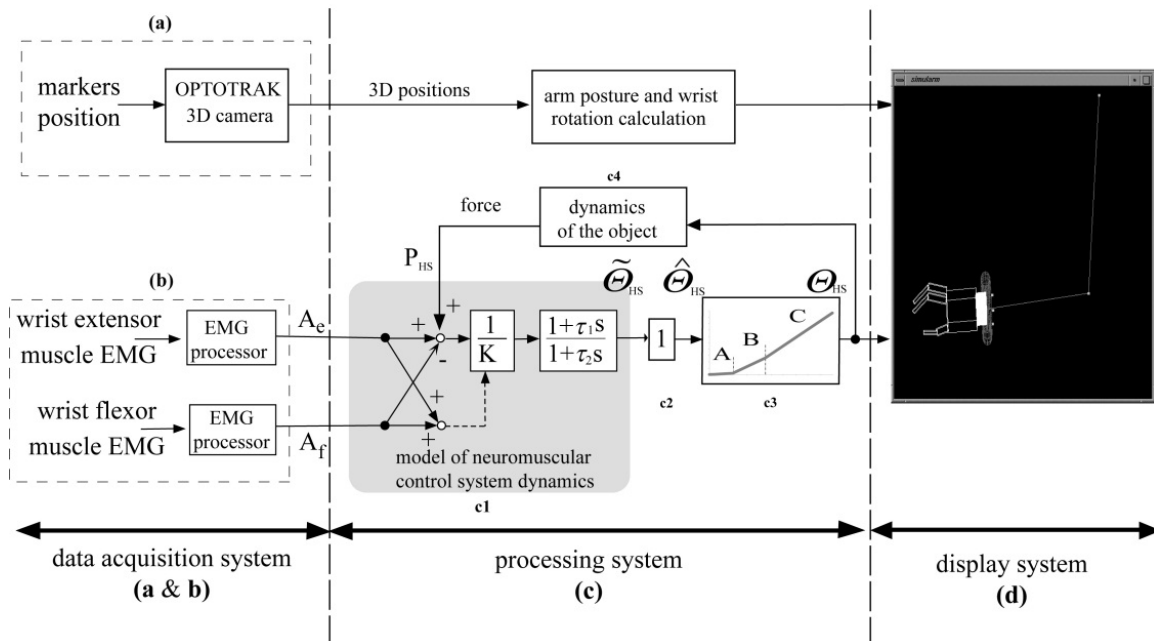 (a)
markers
position
OPTOTRAK
3D camera
3D positions
arm posture and wrist
rotation calculation
simularm
c4
force
dynamics
of the object
P_HS
(b)
wrist extensor
muscle EMG
EMG
processor
A_e
wrist flexor
muscle EMG
EMG
processor
A_f
+
+
-
+
+
1
K
1+τ₁s
1+τ₂s
Θ̃_HS
1
Θ̂_HS
Θ_HS
A
B
C
c2
c3
model of neuromuscular
control system dynamics
c1
data acquisition system
(a & b)
processing system
(c)
display system
(d)